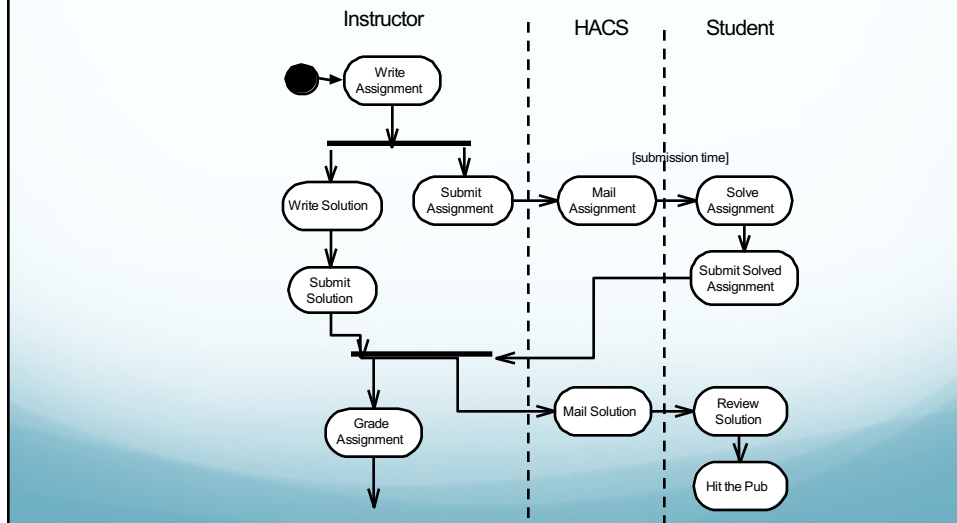 Instructor
HACS
Student
Write
Assignment
[submission time]
Write Solution
Submit
Assignment
Mail
Assignment
Solve
Assignment
Submit
Solution
Submit Solved
Assignment
Grade
Assignment
Mail Solution
Review
Solution
Hit the Pub